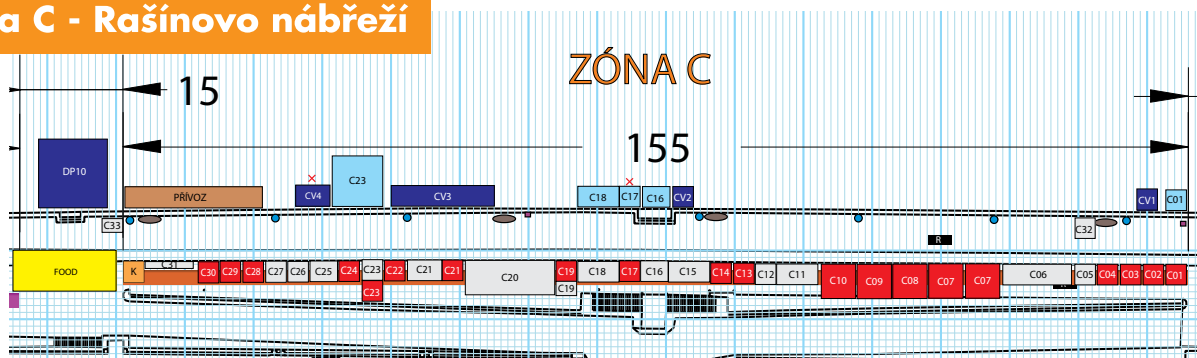 a C - Rašínovo nábřeží
ZÓNA C
15
155
DP10
PŘÍVOZ
CV4
C23
CV3
C18
C17
C16
CV2
CV1
C01
C33
C32
R
FOOD
K
C31
C30
C29
C28
C27
C26
C25
C24
C23
C22
C21
C21
C20
C19
C18
C17
C16
C15
C14
C13
C12
C11
C10
C09
C08
C07
C07
C06
C05
C04
C03
C02
C01
C23
C19